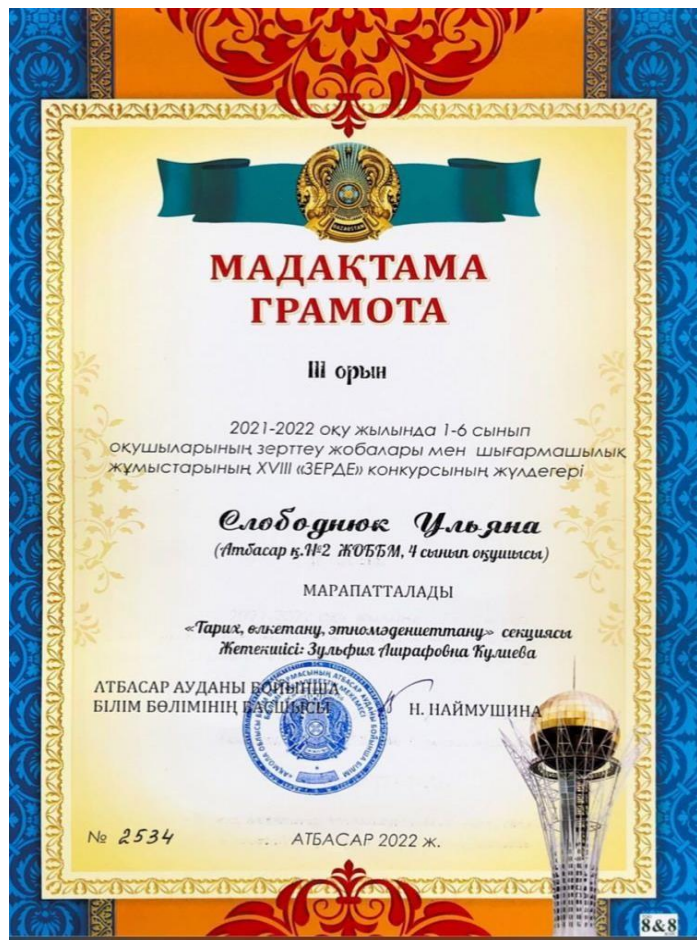 QAZAQSTAN
МАДАҚТАМА
ГРАМОТА
III орын
2021-2022 оқу жылында 1-6 сынып
оқушыларының зерттеу жобалары мен шығармашылық
жұмыстарының XVIII «ЗЕРДЕ» конкурсының жүлдегері
Слободнюк Ульяна
(Атбасар қ.№2 ЖОББМ, 4 сынып оқушысы)
МАРАПАТТАЛАДЫ
«Тарих, өлкетану, этномәдениеттану» секциясы
Жетекшісі: Зульфия Ашрафовна Кулиева
АТБАСАР АУДАНЫ БОЙЫНША
БІЛІМ БӨЛІМІНІҢ БАСШЫСЫ
Н. НАЙМУШИНА
№ 2534
АТБАСАР 2022 ж.
8&8